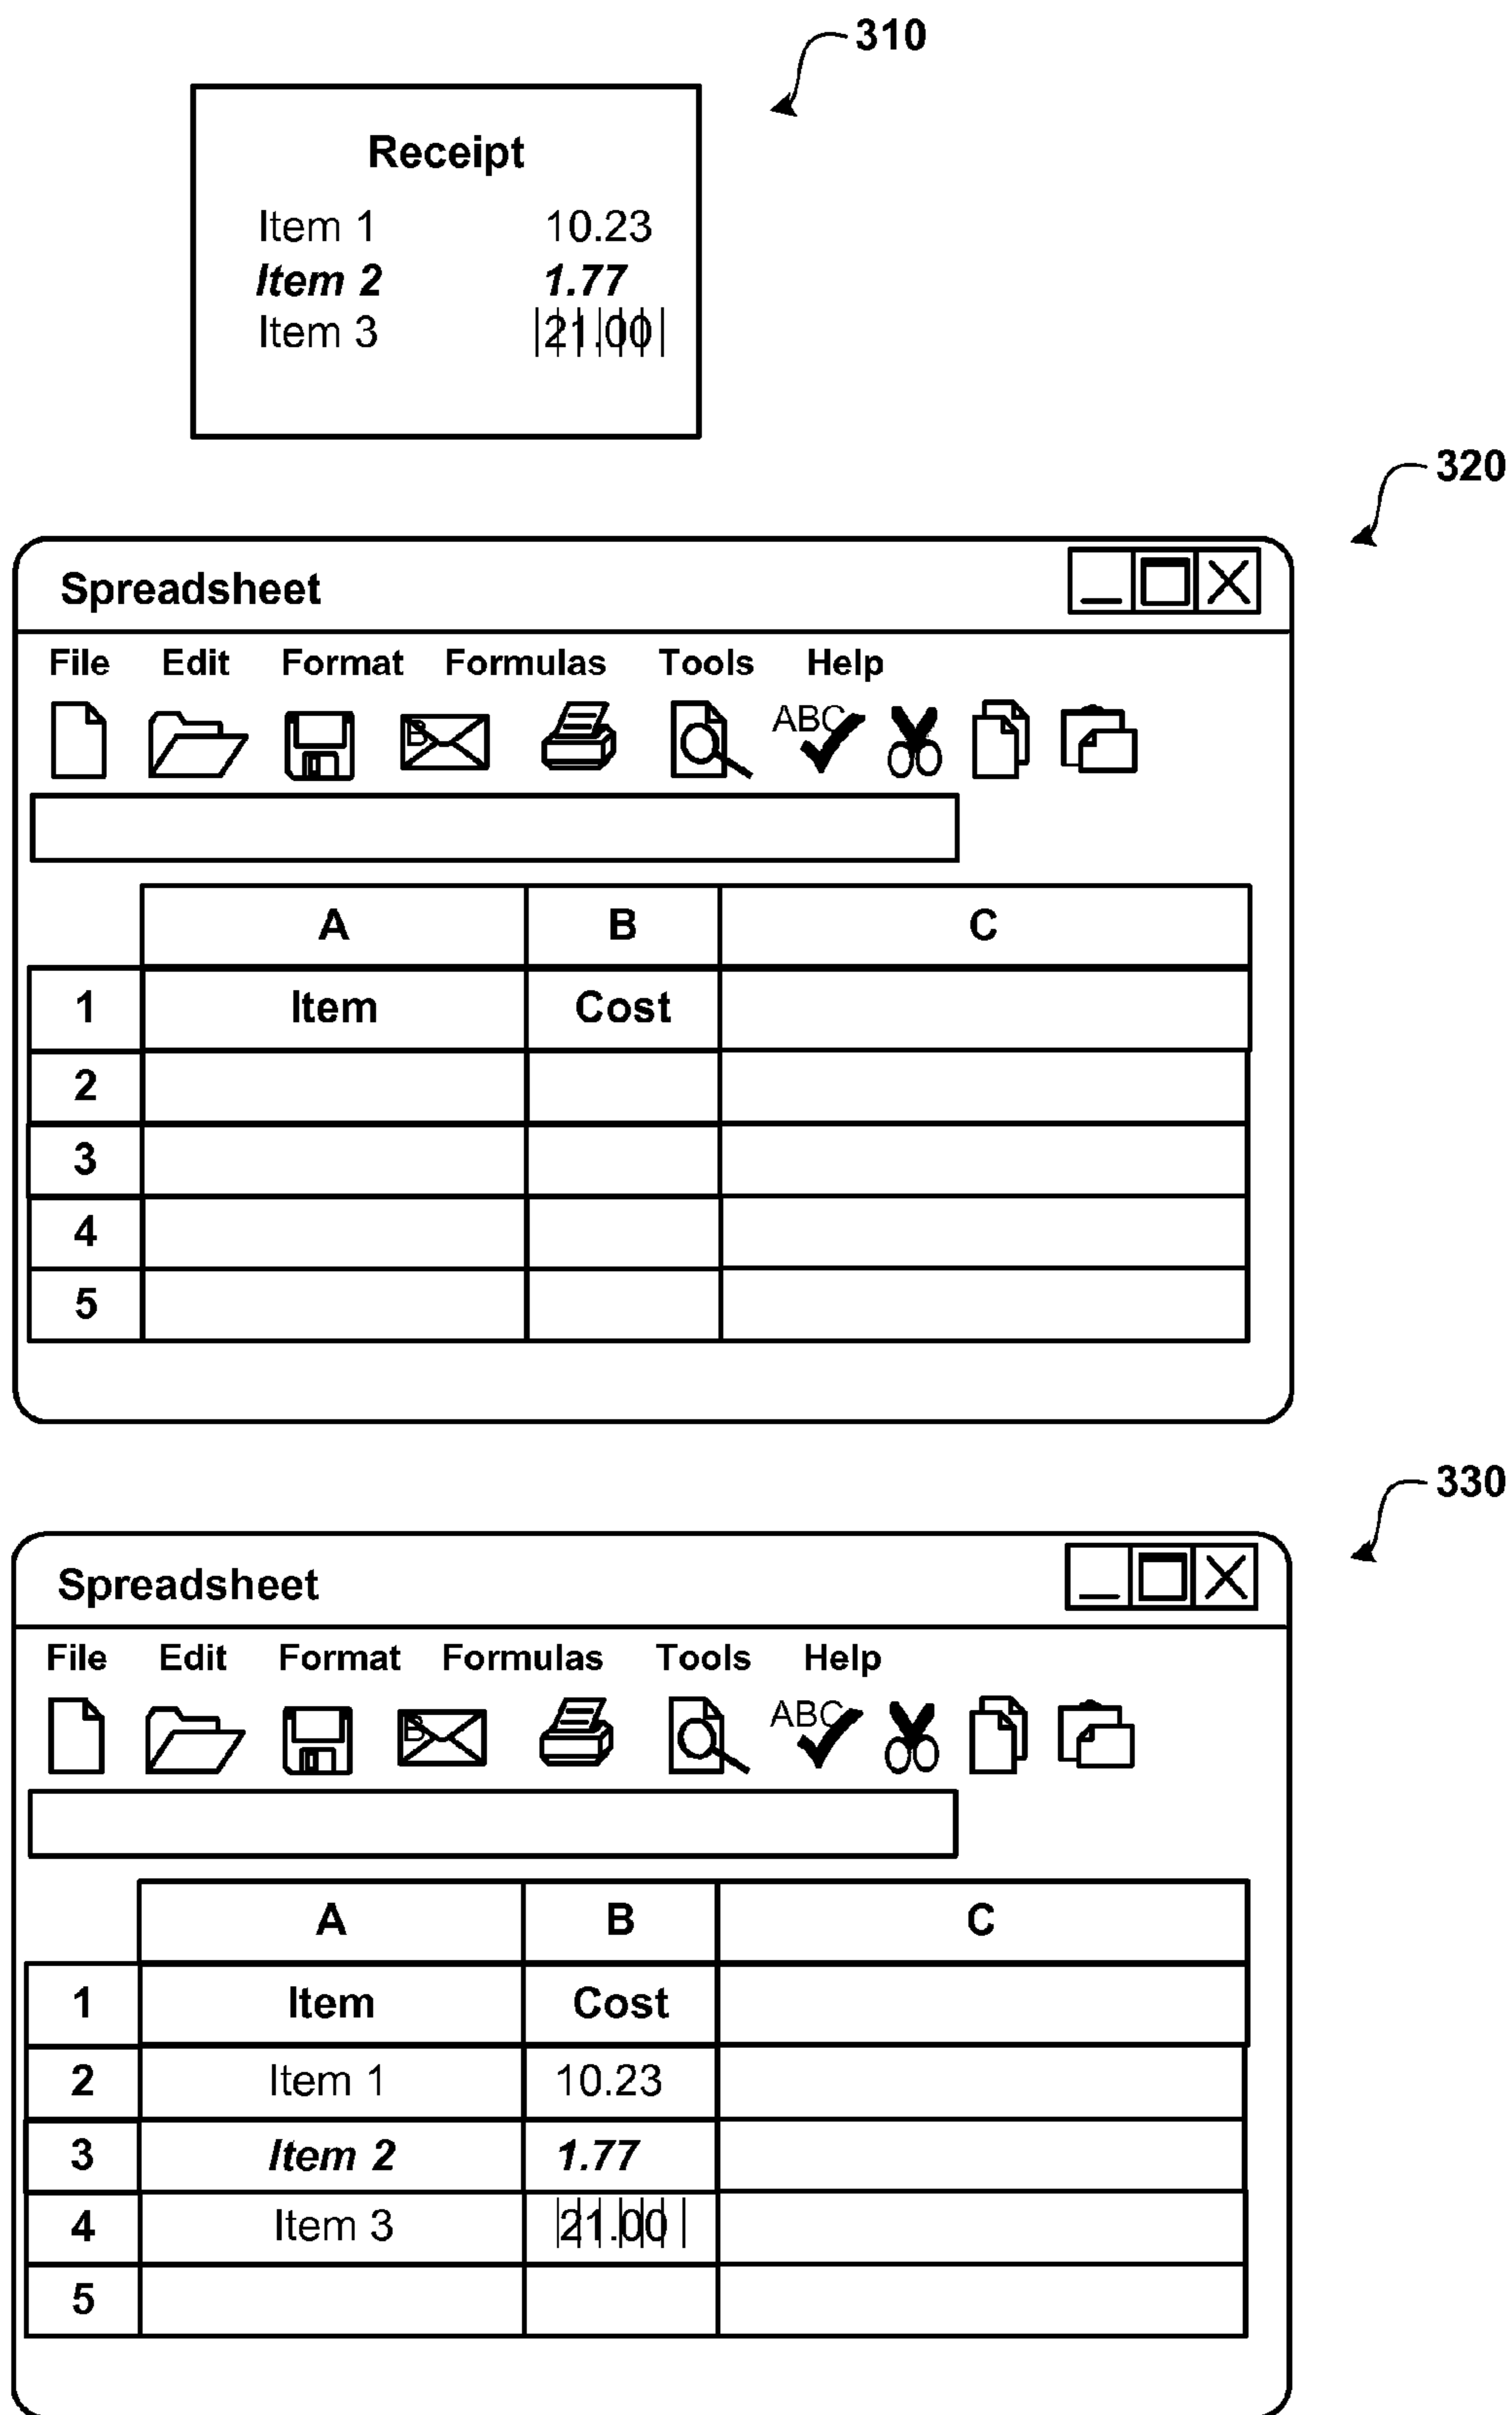 310
Receipt
Item 1 10.23
Item 2 1.77
Item 3 21.00
320
Spreadsheet
File Edit Format Formulas Tools Help
B ABC
A B C
1 Item Cost
2
3
4
5
330
Spreadsheet
File Edit Format Formulas Tools Help
B ABC
A B C
1 Item Cost
2 Item 1 10.23
3 Item 2 1.77
4 Item 3 21.00
5